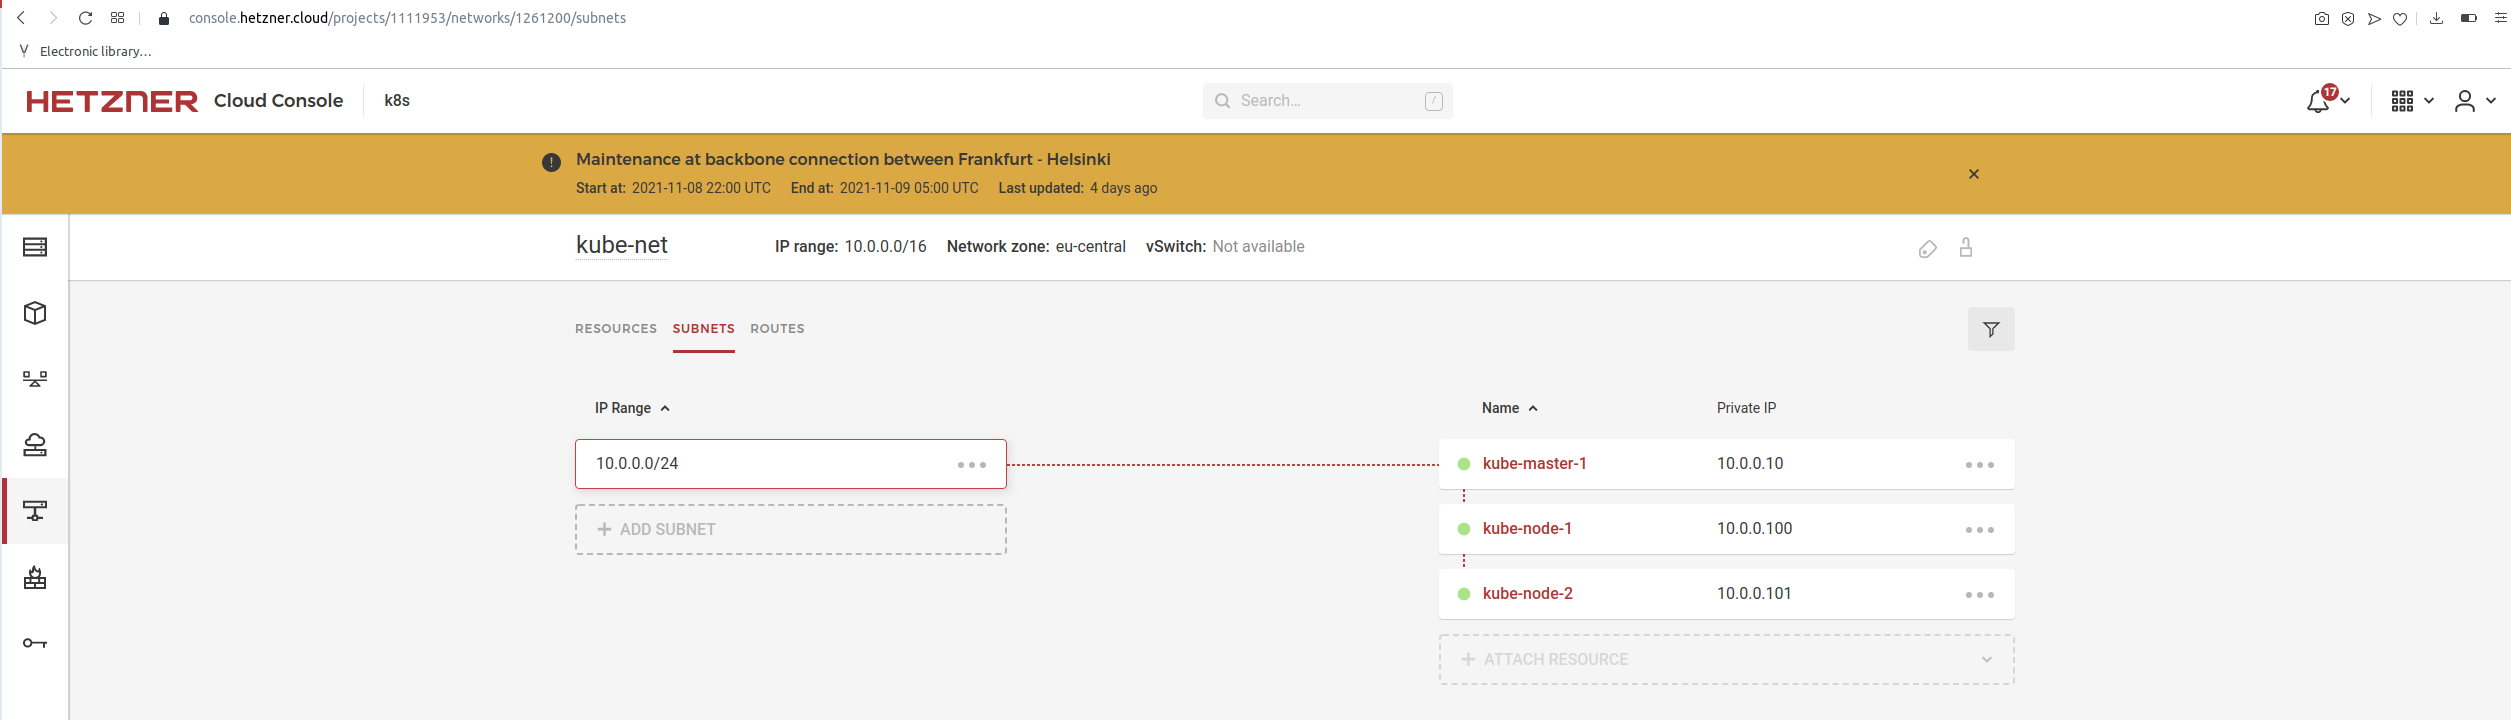 console.hetzner.cloud/projects/1111953/networks/1261200/subnets
Electronic library...
HETZNER Cloud Console k8s Search... / 17
Maintenance at backbone connection between Frankfurt - Helsinki
Start at: 2021-11-08 22:00 UTC End at: 2021-11-09 05:00 UTC Last updated: 4 days ago
kube-net IP range: 10.0.0.0/16 Network zone: eu-central vSwitch: Not available
RESOURCES SUBNETS ROUTES
IP Range Name Private IP
10.0.0.0/24 kube-master-1 10.0.0.10
+ ADD SUBNET kube-node-1 10.0.0.100
kube-node-2 10.0.0.101
+ ATTACH RESOURCE